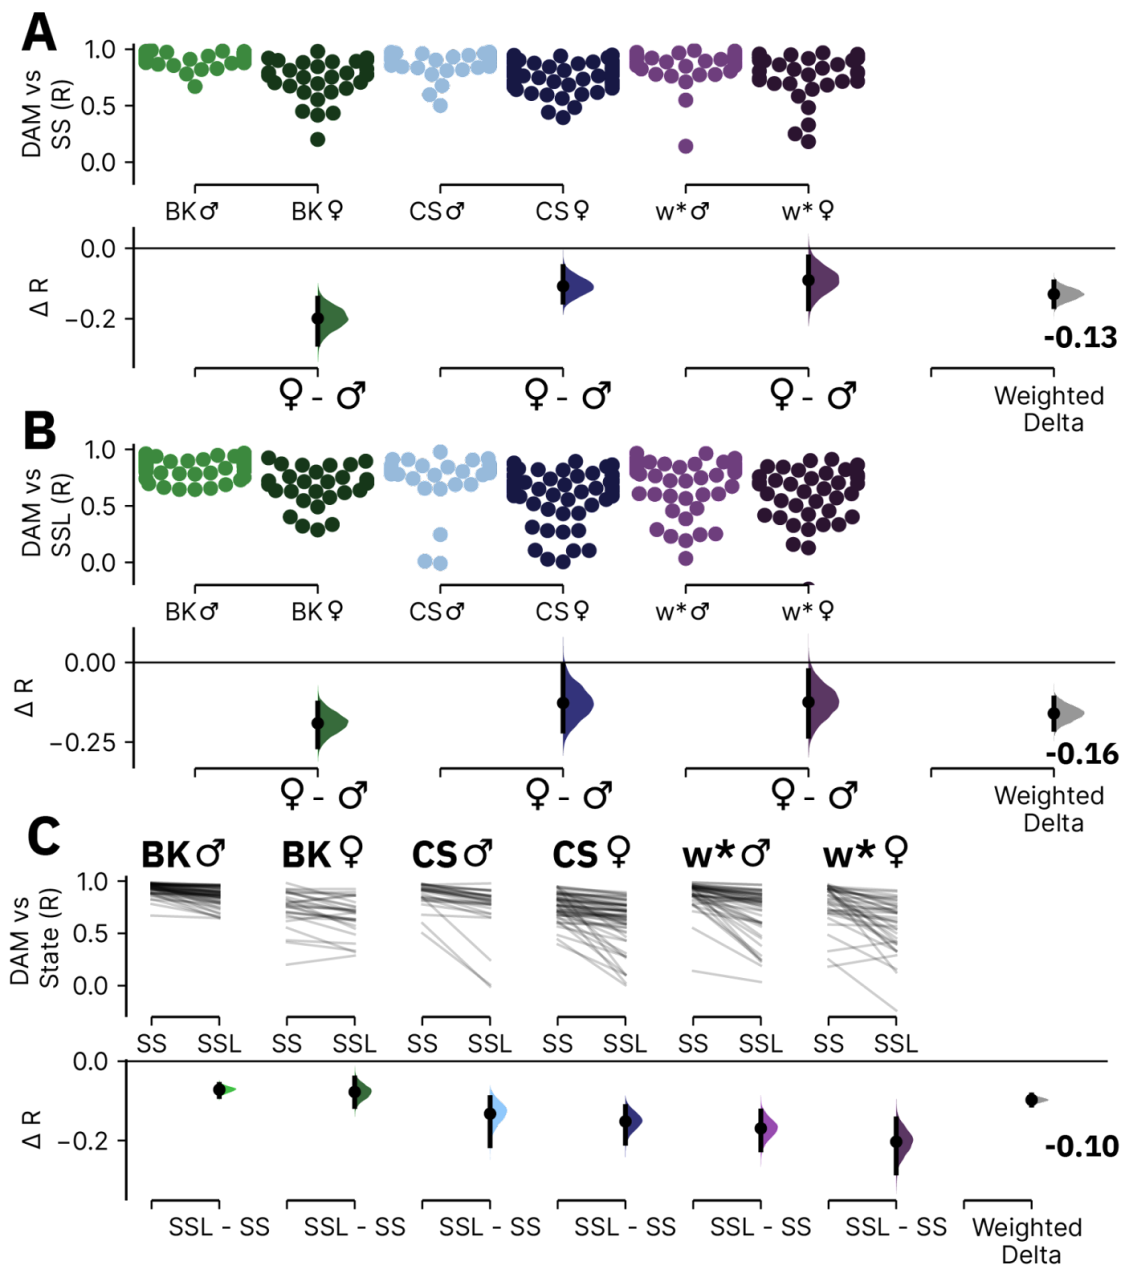 A
DAM vs
SS (R)
1.0
0.5
0.0
BK♂ BK♀ CS♂ CS♀ w*♂ w*♀
Δ R
0.0
−0.2
-0.13
♀ - ♂ ♀ - ♂ ♀ - ♂ Weighted
Delta
B
DAM vs
SSL (R)
1.0
0.5
0.0
BK♂ BK♀ CS♂ CS♀ w*♂ w*♀
Δ R
0.00
−0.25
-0.16
♀ - ♂ ♀ - ♂ ♀ - ♂ Weighted
Delta
C
BK♂ BK♀ CS♂ CS♀ w*♂ w*♀
DAM vs
State (R)
1.0
0.5
0.0
SS SSL SS SSL SS SSL SS SSL SS SSL SS SSL
Δ R
0.0
−0.2
-0.10
SSL - SS SSL - SS SSL - SS SSL - SS SSL - SS SSL - SS Weighted
Delta